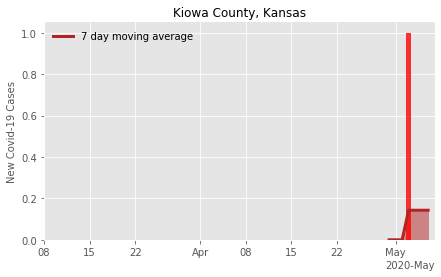 Kiowa County, Kansas
7 day moving average
New Covid-19 Cases
1.0
0.8
0.6
0.4
0.2
0.0
08 15 22 Apr 08 15 22 May
2020-May